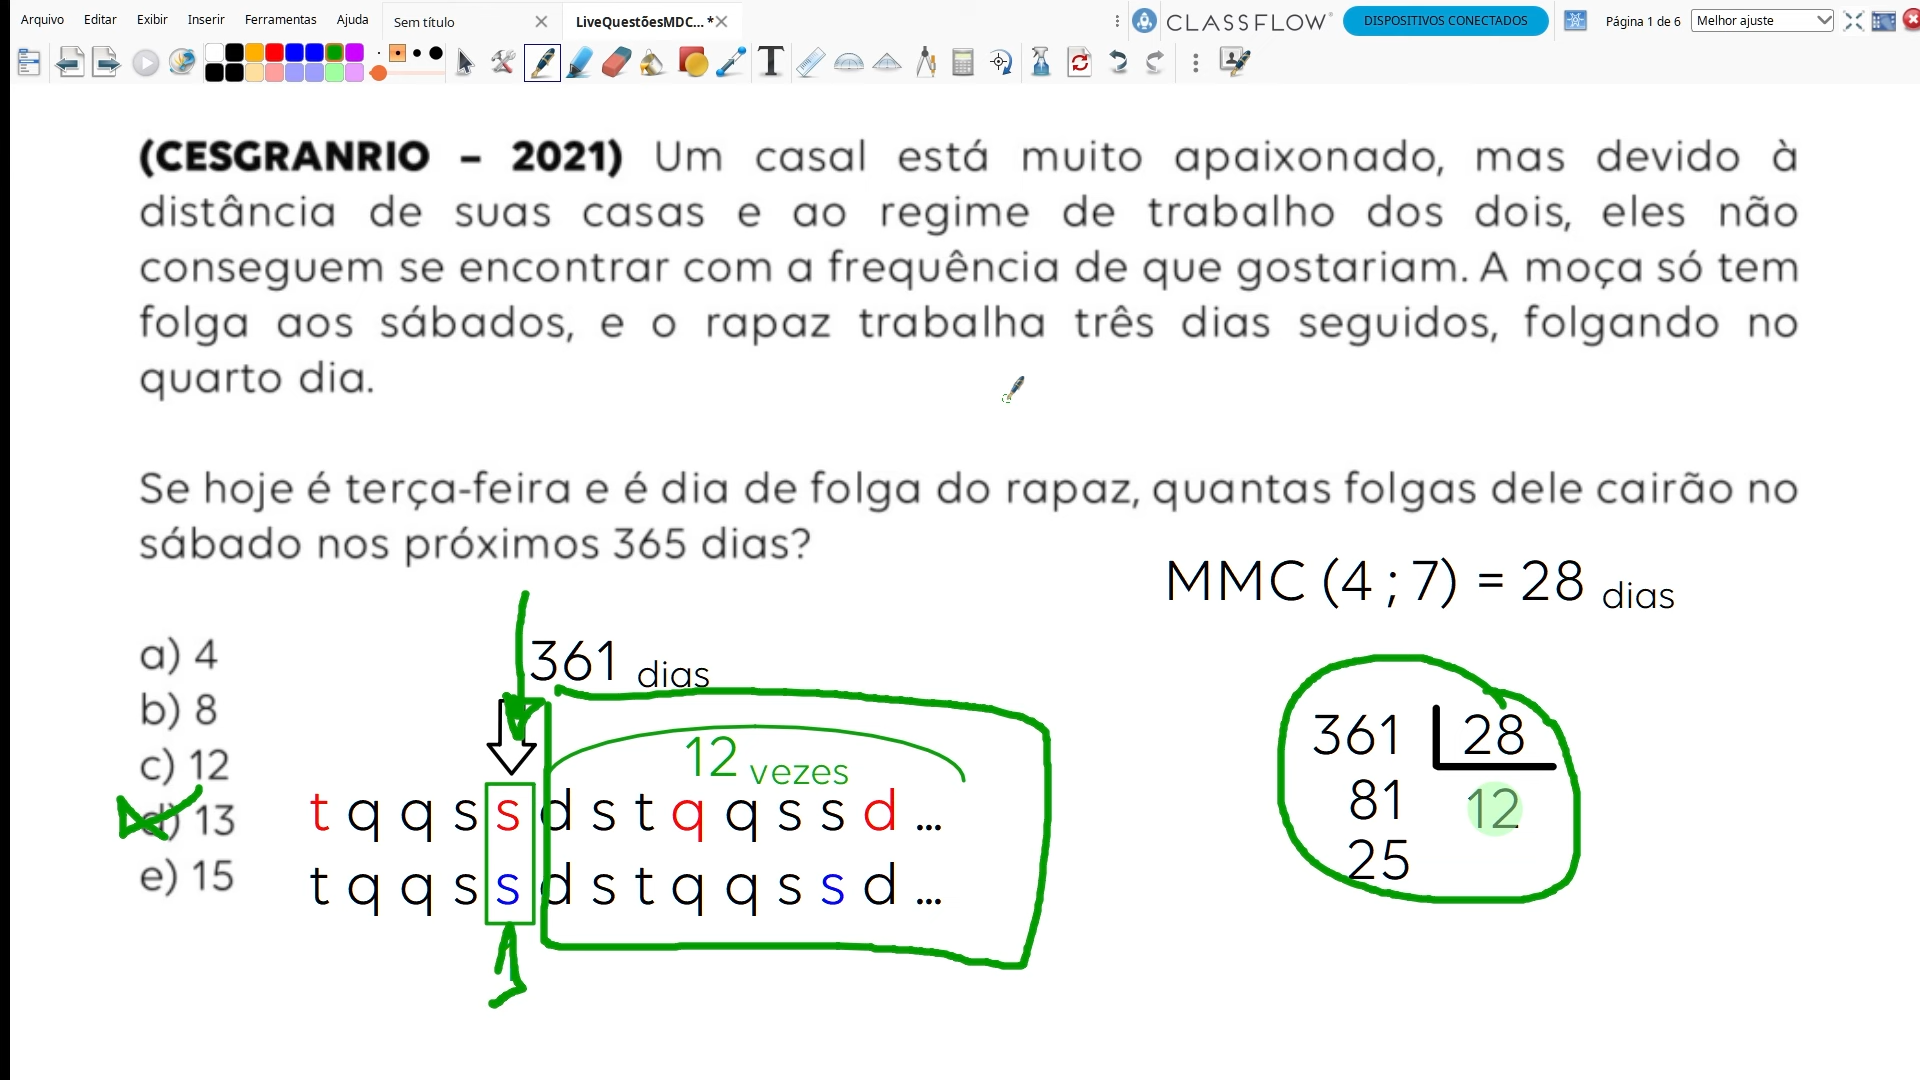 Arquivo Editar Exibir Inserir Ferramentas Ajuda Sem título LiveQuestõesMDC... * CLASSFLOW DISPOSITIVOS CONECTADOS Página 1 de 6 Melhor ajuste
T
(CESGRANRIO – 2021) Um casal está muito apaixonado, mas devido à
distância de suas casas e ao regime de trabalho dos dois, eles não
conseguem se encontrar com a frequência de que gostariam. A moça só tem
folga aos sábados, e o rapaz trabalha três dias seguidos, folgando no
quarto dia.
Se hoje é terça-feira e é dia de folga do rapaz, quantas folgas dele cairão no
sábado nos próximos 365 dias?
MMC (4 ; 7) = 28 dias
a) 4
b) 8
c) 12
d) 13
e) 15
361 dias
12 vezes
t q q s s d s t q q s s d ...
t q q s s d s t q q s s d ...
361 28
81 12
25